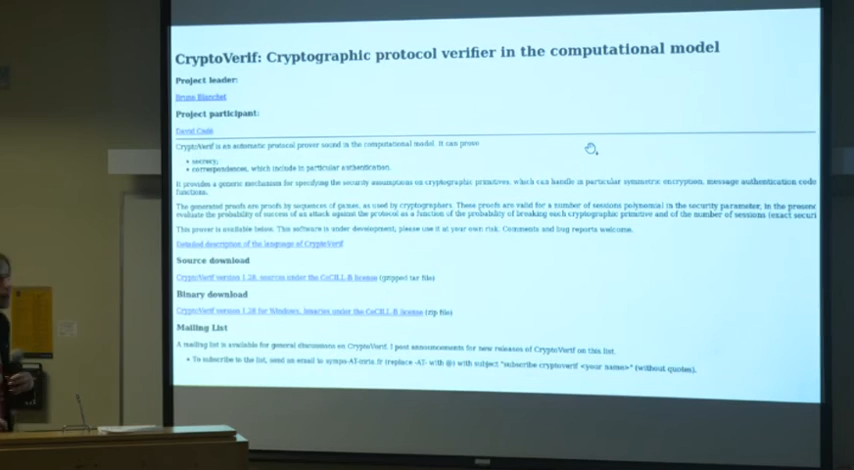 CryptoVerif: Cryptographic protocol verifier in the computational model
Project leader:
Bruno Blanchet
Project participant:
David Cadé
CryptoVerif is an automatic protocol prover sound in the computational model. It can prove
• secrecy;
• correspondences, which include in particular authentication.
It provides a generic mechanism for specifying the security assumptions on cryptographic primitives, which can handle in particular symmetric encryption, message authentication code
functions.
The generated proofs are proofs by sequences of games, as used by cryptographers. These proofs are valid for a number of sessions polynomial in the security parameter, in the presenc
evaluate the probability of success of an attack against the protocol as a function of the probability of breaking each cryptographic primitive and of the number of sessions (exact securi
This prover is available below. This software is under development, please use it at your own risk. Comments and bug reports welcome.
Detailed description of the language of CryptoVerif
Source download
CryptoVerif version 1.28, sources under the CeCILL-B license (gzipped tar file)
Binary download
CryptoVerif version 1.28 for Windows, binaries under the CeCILL-B license (zip file)
Mailing List
A mailing list is available for general discussions on CryptoVerif. I post announcements for new releases of CryptoVerif on this list.
• To subscribe to the list, send an email to sympa-AT-inria.fr (replace -AT- with @) with subject "subscribe cryptoverif <your name>" (without quotes).